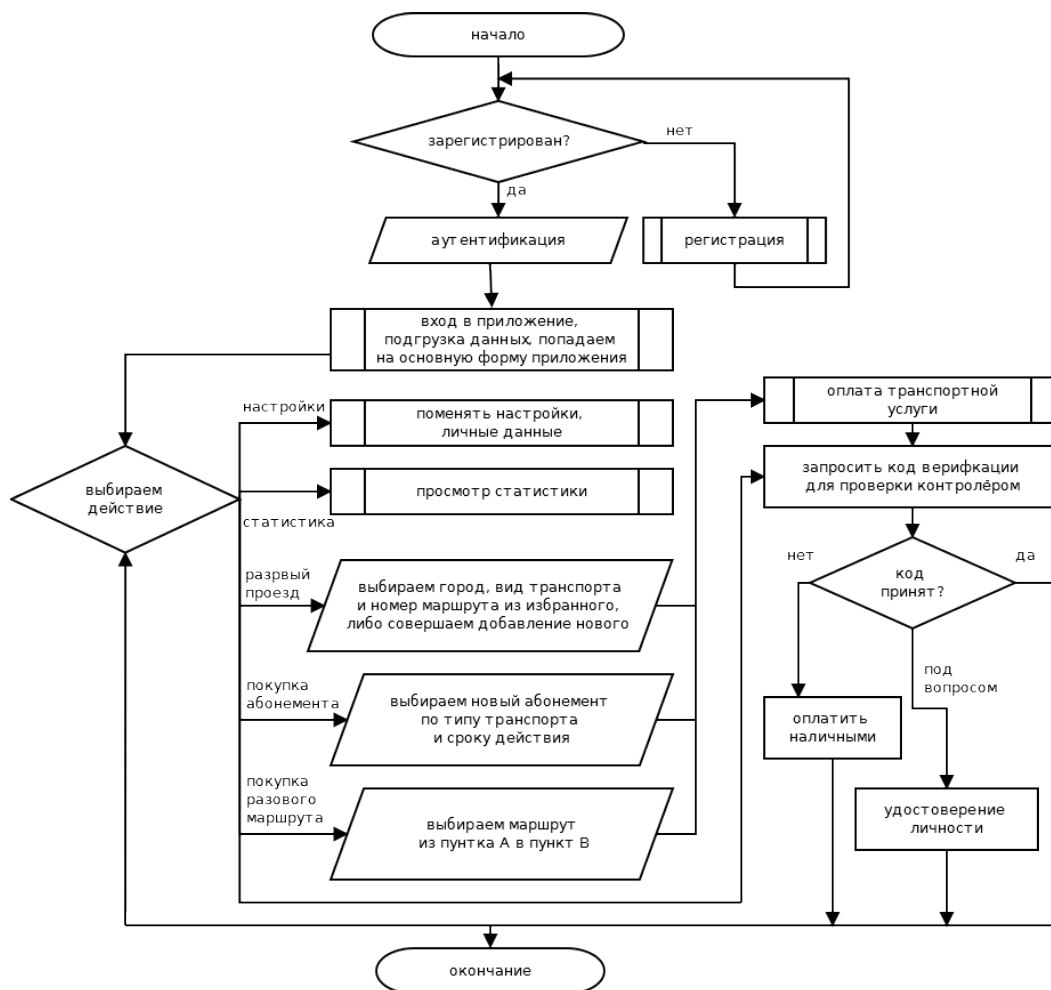 начало
зарегистрирован?
нет
да
аутентификация
регистрация
вход в приложение,
подгрузка данных, попадаем
на основную форму приложения
выбираем
действие
настройки
поменять настройки,
личные данные
просмотр статистики
статистика
разрвый
проезд
выбираем город, вид транспорта
и номер маршрута из избранного,
либо совершаем добавление нового
покупка
абонемента
выбираем новый абонемент
по типу транспорта
и сроку действия
покупка
разового
маршрута
выбираем маршрут
из пунтка А в пункт В
оплата транспортной
услуги
запросить код верифкации
для проверки контролёром
нет
да
код
принят?
под
вопросом
оплатить
наличными
удостоверение
личности
окончание